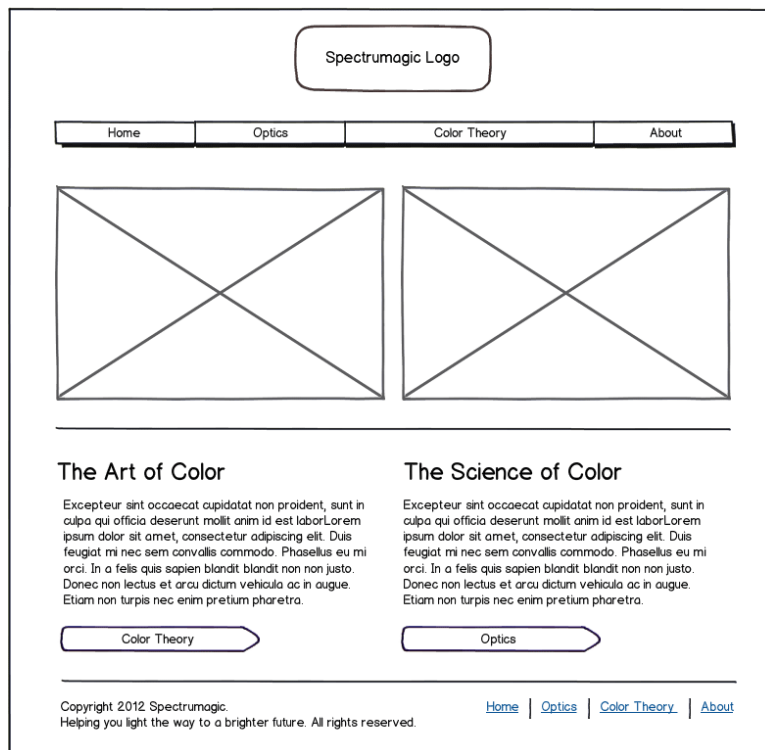 Spectrumagic Logo
Home Optics Color Theory About
The Art of Color
Excepteur sint occaecat cupidatat non proident, sunt in
culpa qui officia deserunt mollit anim id est laborLorem
ipsum dolor sit amet, consectetur adipiscing elit. Duis
feugiat mi nec sem convallis commodo. Phasellus eu mi
orci. In a felis quis sapien blandit blandit non non justo.
Donec non lectus et arcu dictum vehicula ac in augue.
Etiam non turpis nec enim pretium pharetra.
Color Theory
The Science of Color
Excepteur sint occaecat cupidatat non proident, sunt in
culpa qui officia deserunt mollit anim id est laborLorem
ipsum dolor sit amet, consectetur adipiscing elit. Duis
feugiat mi nec sem convallis commodo. Phasellus eu mi
orci. In a felis quis sapien blandit blandit non non justo.
Donec non lectus et arcu dictum vehicula ac in augue.
Etiam non turpis nec enim pretium pharetra.
Optics
Copyright 2012 Spectrumagic.
Helping you light the way to a brighter future. All rights reserved.
Home | Optics | Color Theory | About